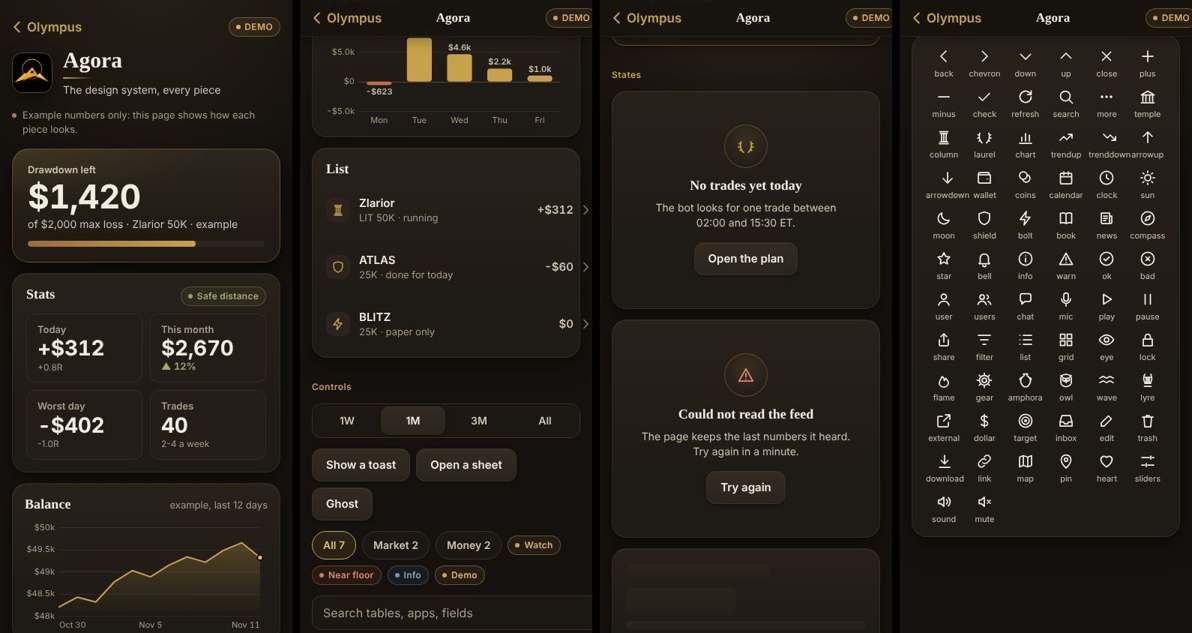 Olympus
DEMO
Agora
The design system, every piece
Example numbers only: this page shows how each
piece looks.
Drawdown left
$1,420
of $2,000 max loss · Zlarior 50K · example
Stats
Safe distance
Today
+$312
+0.8R
This month
$2,670
▲ 12%
Worst day
-$402
-1.0R
Trades
40
2-4 a week
Balance
example, last 12 days
$50k
$49.5k
$49k
$48.5k
$48k
Oct 30 Nov 5 Nov 11
Olympus
Agora
DEMO
$5.0k
$0
-$5.0k
-$623
$4.6k
$2.2k
$1.0k
Mon Tue Wed Thu Fri
List
Zlarior
LIT 50K · running
+$312
ATLAS
25K · done for today
-$60
BLITZ
25K · paper only
$0
Controls
1W 1M 3M All
Show a toast
Open a sheet
Ghost
All 7
Market 2
Money 2
Watch
Near floor
Info
Demo
Search tables, apps, fields
Olympus
Agora
DEMO
States
No trades yet today
The bot looks for one trade between
02:00 and 15:30 ET.
Open the plan
Could not read the feed
The page keeps the last numbers it heard.
Try again in a minute.
Try again
Olympus
Agora
DEMO
back chevron down up close plus
minus check refresh search more temple
column laurel chart trendup trenddown arrowup
arrowdown wallet coins calendar clock sun
moon shield bolt book news compass
star bell info warn ok bad
user users chat mic play pause
share filter list grid eye lock
flame gear amphora owl wave lyre
external dollar target inbox edit trash
download link map pin heart sliders
sound mute